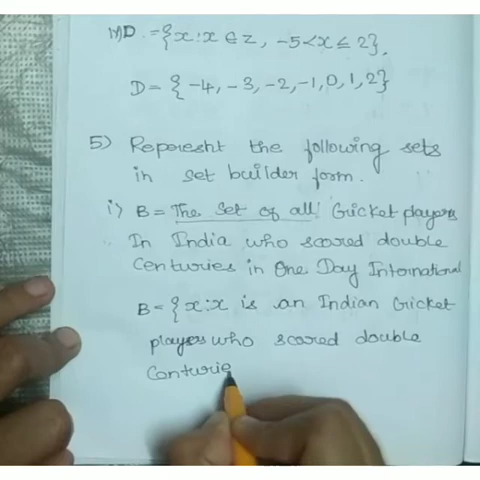 iv) D = {x : x ∈ z, -5 < x ≤ 2}.
D = {-4, -3, -2, -1, 0, 1, 2}
5) Represht the following sets
in set builder form.
i) B = The set of all Cricket players
In India who scored double
Centuries in One Day International
B = {x : x is an Indian Cricket
players who scored double
Conturie